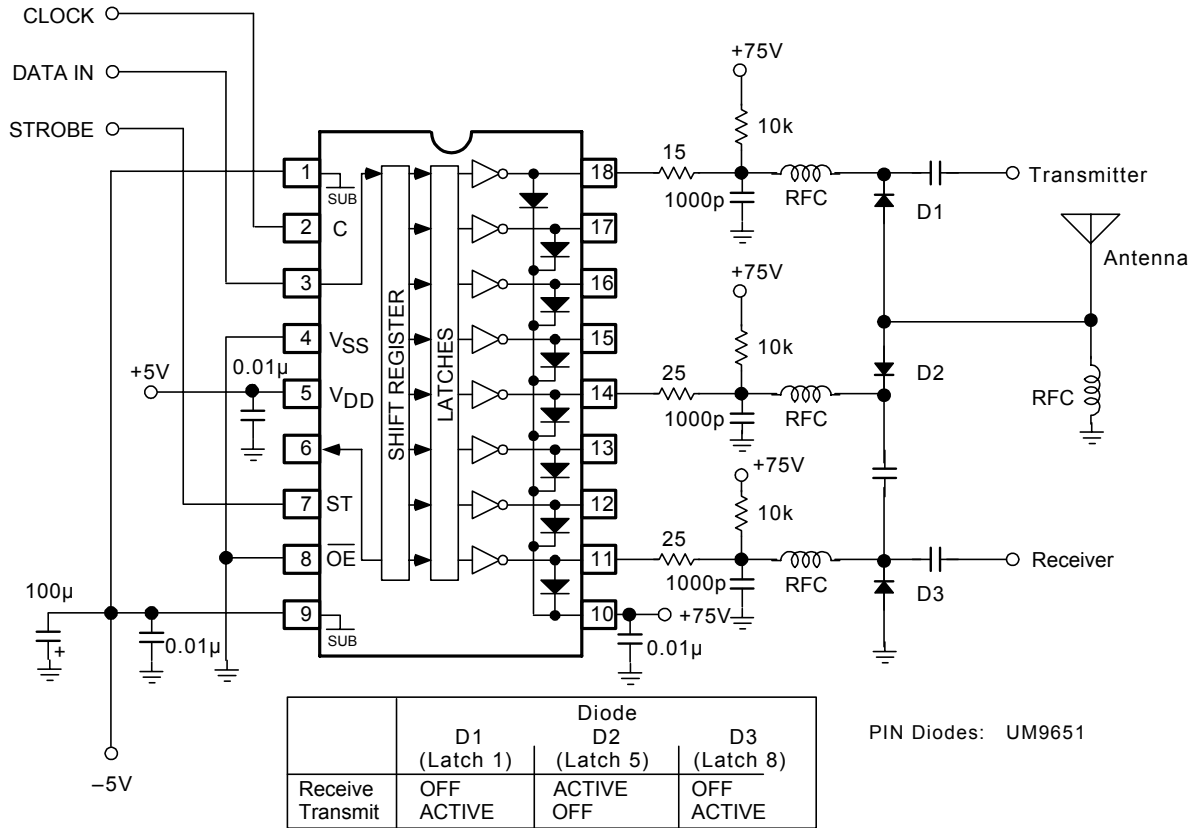 CLOCK
DATA IN
STROBE
+75V
10k
15
1000p
RFC
D1
Transmitter
Antenna
1
SUB
2
C
3
4
VSS
5
VDD
6
7
ST
8
OE
9
SUB
SHIFT REGISTER
LATCHES
18
17
16
15
14
13
12
11
10
+5V
0.01µ
+75V
10k
25
1000p
RFC
D2
RFC
+75V
10k
25
1000p
RFC
D3
Receiver
100µ
+
0.01µ
–5V
+75V
0.01µ
Diode
D1 D2 D3
(Latch 1) (Latch 5) (Latch 8)
Receive OFF ACTIVE OFF
Transmit ACTIVE OFF ACTIVE
PIN Diodes: UM9651